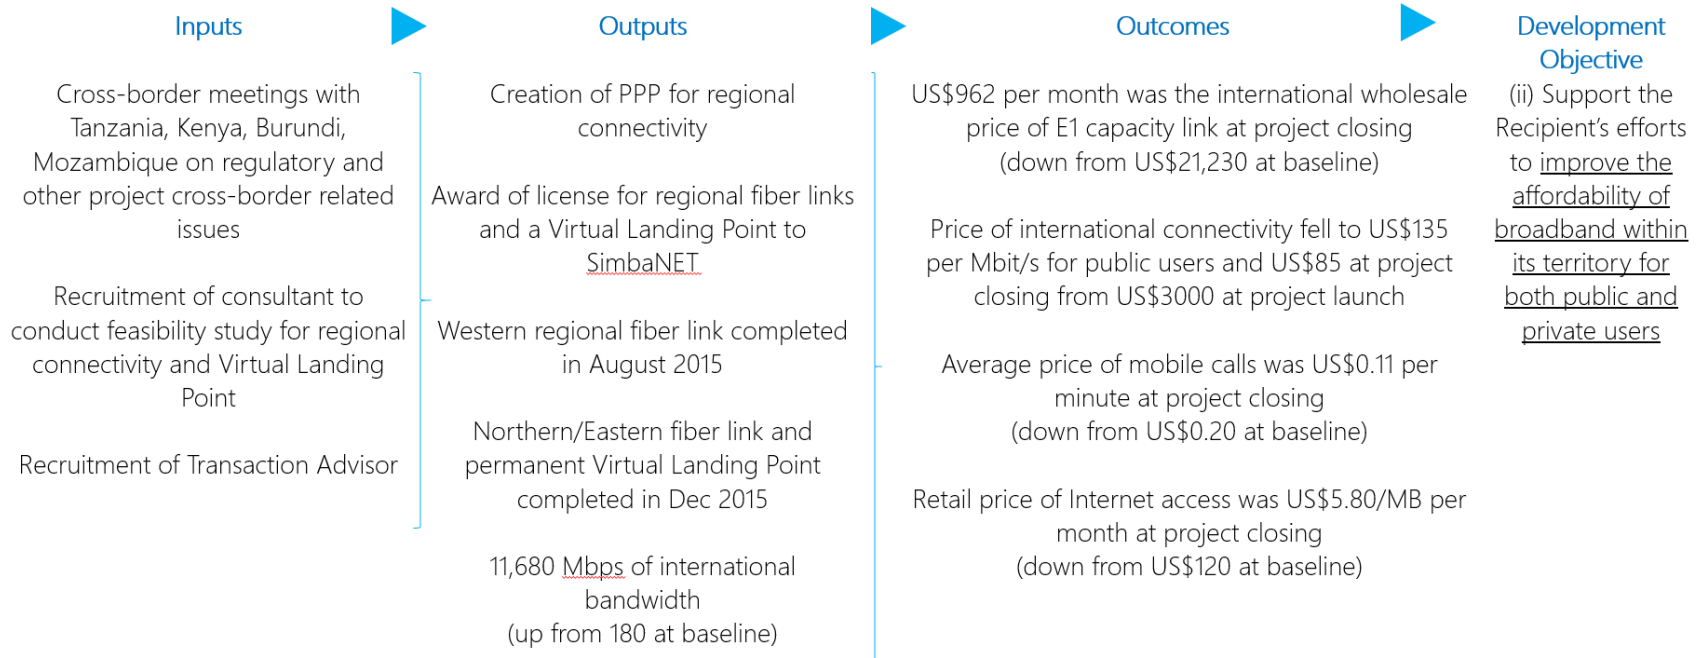 Inputs
Cross-border meetings with
Tanzania, Kenya, Burundi,
Mozambique on regulatory and
other project cross-border related
issues
Recruitment of consultant to
conduct feasibility study for regional
connectivity and Virtual Landing
Point
Recruitment of Transaction Advisor
Outputs
Creation of PPP for regional
connectivity
Award of license for regional fiber links
and a Virtual Landing Point to
SimbaNET
Western regional fiber link completed
in August 2015
Northern/Eastern fiber link and
permanent Virtual Landing Point
completed in Dec 2015
11,680 Mbps of international
bandwidth
(up from 180 at baseline)
Outcomes
US$962 per month was the international wholesale
price of E1 capacity link at project closing
(down from US$21,230 at baseline)
Price of international connectivity fell to US$135
per Mbit/s for public users and US$85 at project
closing from US$3000 at project launch
Average price of mobile calls was US$0.11 per
minute at project closing
(down from US$0.20 at baseline)
Retail price of Internet access was US$5.80/MB per
month at project closing
(down from US$120 at baseline)
Development
Objective
(ii) Support the
Recipient's efforts
to improve the
affordability of
broadband within
its territory for
both public and
private users